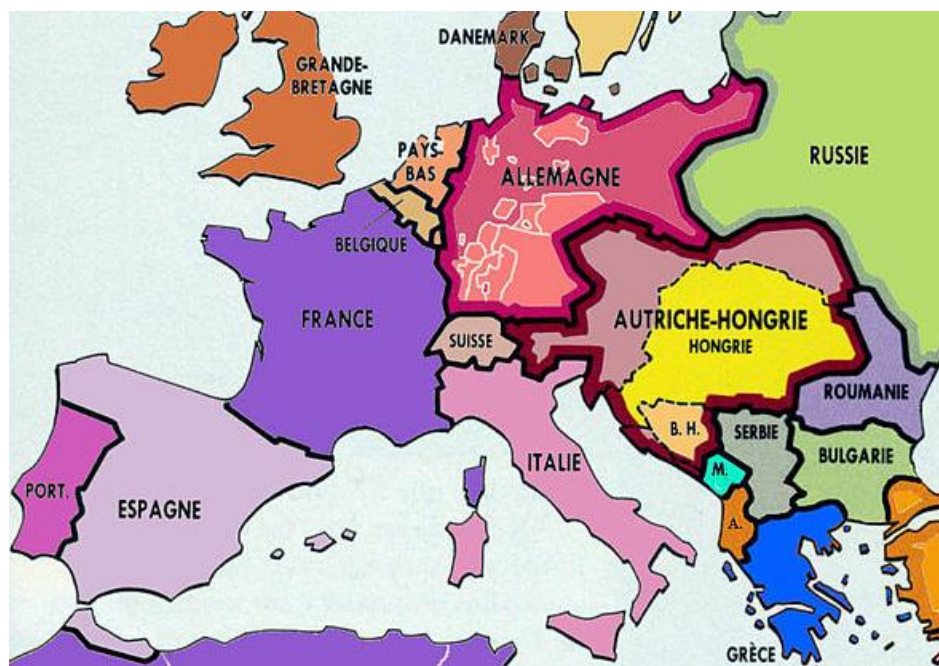 DANEMARK
GRANDE-
BRETAGNE
PAYS-
BAS
RUSSIE
ALLEMAGNE
BELGIQUE
FRANCE
AUTRICHE-HONGRIE
HONGRIE
SUISSE
ROUMANIE
B. H.
SERBIE
BULGARIE
ITALIE
M.
PORT.
ESPAGNE
A.
GRÈCE